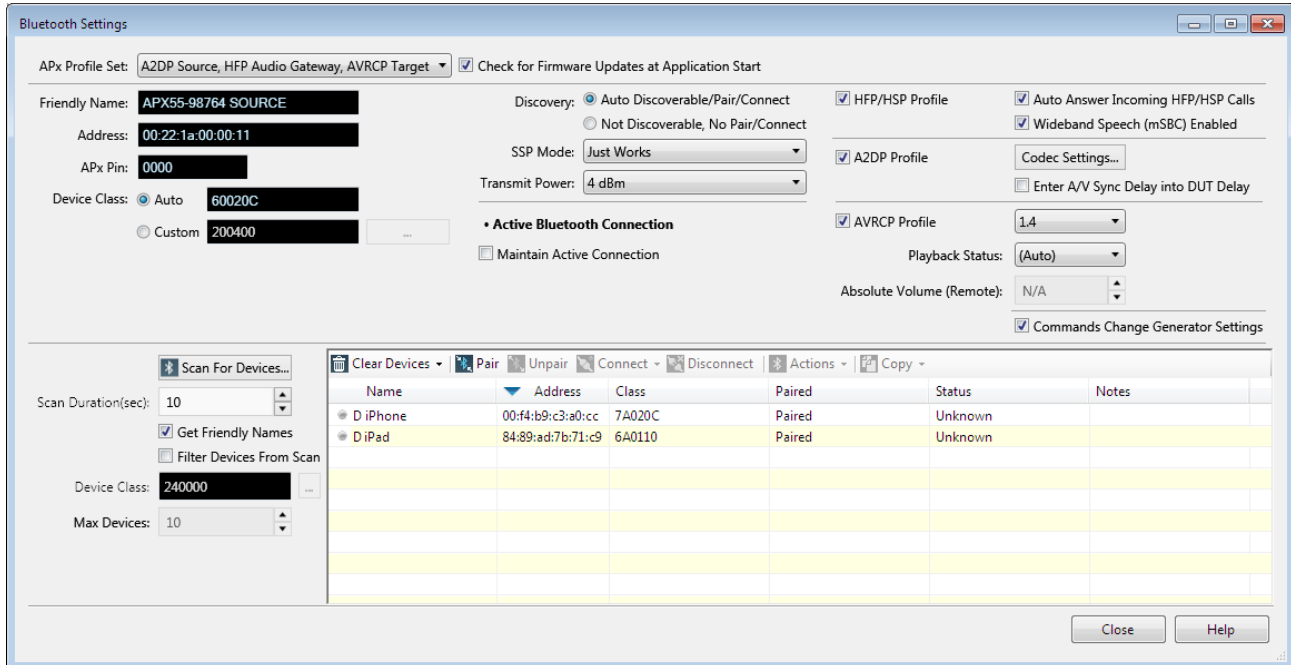 Bluetooth Settings
APx Profile Set: A2DP Source, HFP Audio Gateway, AVRCP Target Check for Firmware Updates at Application Start
Friendly Name: APX55-98764 SOURCE
Address: 00:22:1a:00:00:11
APx Pin: 0000
Device Class: Auto 60020C
Custom 200400 ...
Discovery: Auto Discoverable/Pair/Connect
Not Discoverable, No Pair/Connect
SSP Mode: Just Works
Transmit Power: 4 dBm
• Active Bluetooth Connection
Maintain Active Connection
HFP/HSP Profile Auto Answer Incoming HFP/HSP Calls
Wideband Speech (mSBC) Enabled
A2DP Profile Codec Settings...
Enter A/V Sync Delay into DUT Delay
AVRCP Profile 1.4
Playback Status: (Auto)
Absolute Volume (Remote): N/A
Commands Change Generator Settings
Scan For Devices...
Scan Duration(sec): 10
Get Friendly Names
Filter Devices From Scan
Device Class: 240000 ...
Max Devices: 10
Clear Devices Pair Unpair Connect Disconnect Actions Copy
Name Address Class Paired Status Notes
D iPhone 00:f4:b9:c3:a0:cc 7A020C Paired Unknown
D iPad 84:89:ad:7b:71:c9 6A0110 Paired Unknown
Close Help